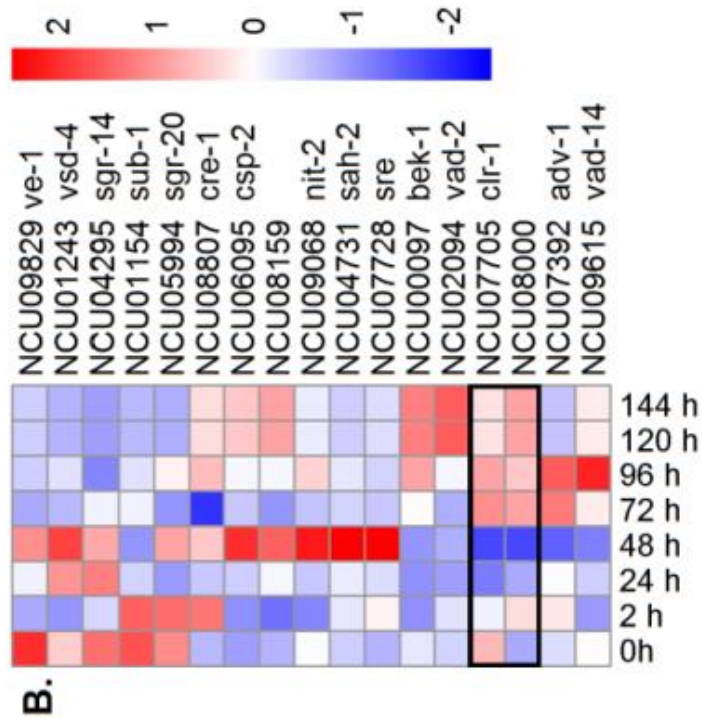 2
1
0
-1
-2
NCU09829 ve-1
NCU01243 vsd-4
NCU04295 sgr-14
NCU01154 sub-1
NCU05994 sgr-20
NCU08807 cre-1
NCU06095 csp-2
NCU08159
NCU09068 nit-2
NCU04731 sah-2
NCU07728 sre
NCU00097 bek-1
NCU02094 vad-2
NCU07705 clr-1
NCU08000
NCU07392 adv-1
NCU09615 vad-14
144 h
120 h
96 h
72 h
48 h
24 h
2 h
0h
B.